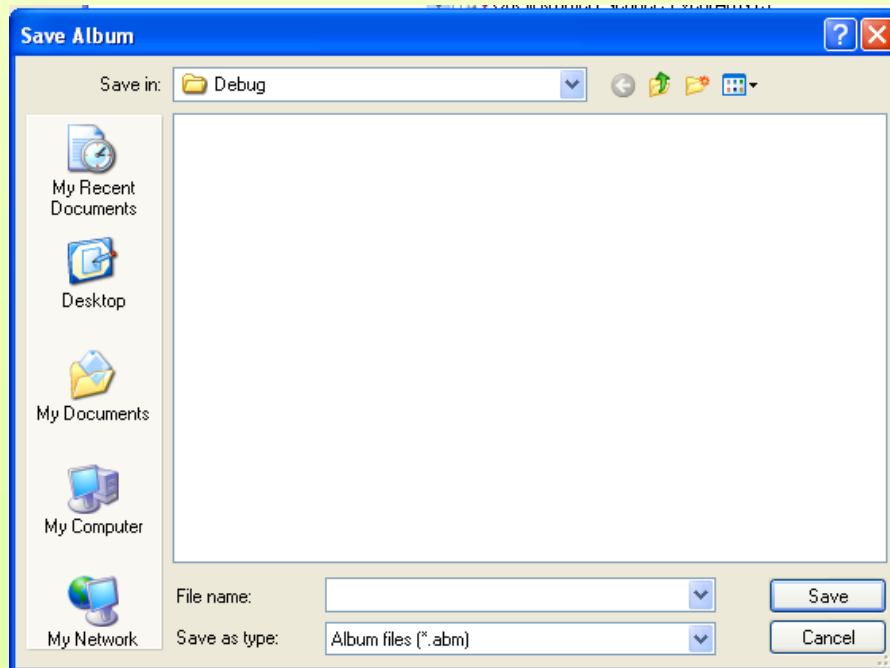 Save Album
Save in: Debug
My Recent
Documents
Desktop
My Documents
My Computer
My Network
File name:
Save
Save as type: Album files (*.abm)
Cancel